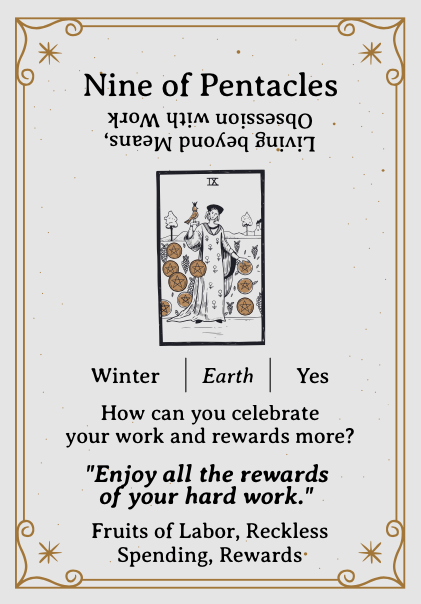 Nine of Pentacles
Living beyond Means,
Obsession with Work
IX
Winter | Earth | Yes
How can you celebrate
your work and rewards more?
"Enjoy all the rewards
of your hard work."
Fruits of Labor, Reckless
Spending, Rewards